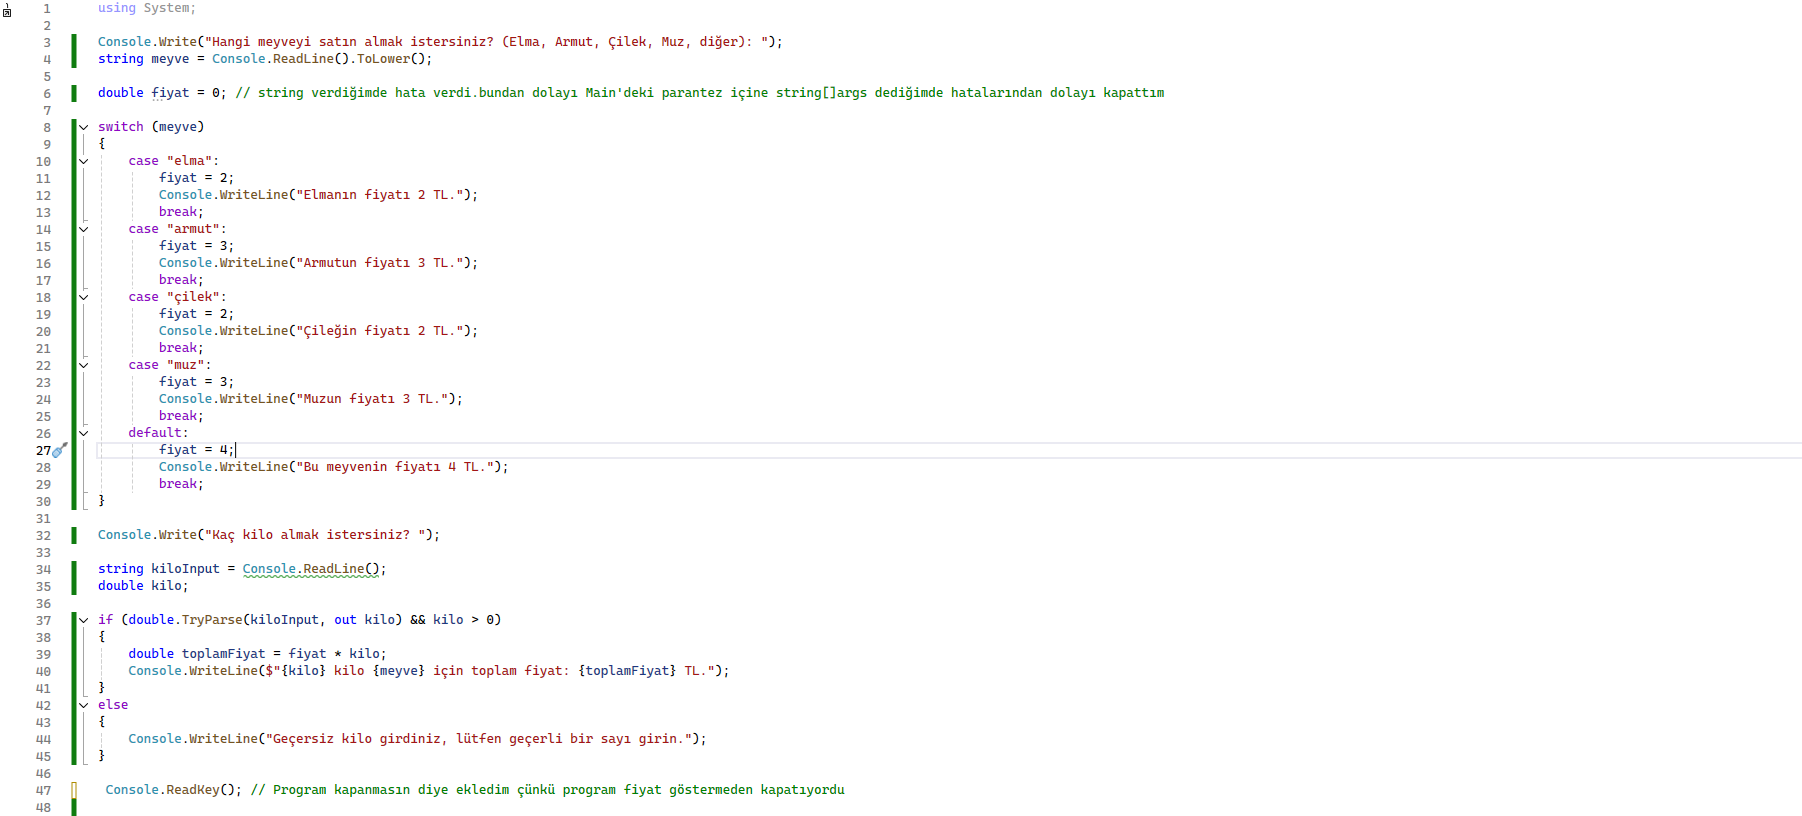 1 using System;
2
3 Console.Write("Hangi meyveyi satın almak istersiniz? (Elma, Armut, Çilek, Muz, diğer): ");
4 string meyve = Console.ReadLine().ToLower();
5
6 double fiyat = 0; // string verdiğimde hata verdi.bundan dolayı Main'deki parantez içine string[]args dediğimde hatalarından dolayı kapattım
7
8 switch (meyve)
9 {
10 case "elma":
11 fiyat = 2;
12 Console.WriteLine("Elmanın fiyatı 2 TL.");
13 break;
14 case "armut":
15 fiyat = 3;
16 Console.WriteLine("Armutun fiyatı 3 TL.");
17 break;
18 case "çilek":
19 fiyat = 2;
20 Console.WriteLine("Çileğin fiyatı 2 TL.");
21 break;
22 case "muz":
23 fiyat = 3;
24 Console.WriteLine("Muzun fiyatı 3 TL.");
25 break;
26 default:
27 fiyat = 4;
28 Console.WriteLine("Bu meyvenin fiyatı 4 TL.");
29 break;
30 }
31
32 Console.Write("Kaç kilo almak istersiniz? ");
33
34 string kiloInput = Console.ReadLine();
35 double kilo;
36
37 if (double.TryParse(kiloInput, out kilo) && kilo > 0)
38 {
39 double toplamFiyat = fiyat * kilo;
40 Console.WriteLine($"{kilo} kilo {meyve} için toplam fiyat: {toplamFiyat} TL.");
41 }
42 else
43 {
44 Console.WriteLine("Geçersiz kilo girdiniz, lütfen geçerli bir sayı girin.");
45 }
46
47 Console.ReadKey(); // Program kapanmasın diye ekledim çünkü program fiyat göstermeden kapatıyordu
48